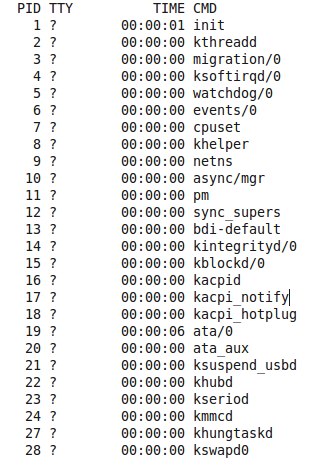 PID TTY          TIME CMD
    1 ?        00:00:01 init
    2 ?        00:00:00 kthreadd
    3 ?        00:00:00 migration/0
    4 ?        00:00:00 ksoftirqd/0
    5 ?        00:00:00 watchdog/0
    6 ?        00:00:00 events/0
    7 ?        00:00:00 cpuset
    8 ?        00:00:00 khelper
    9 ?        00:00:00 netns
   10 ?        00:00:00 async/mgr
   11 ?        00:00:00 pm
   12 ?        00:00:00 sync_supers
   13 ?        00:00:00 bdi-default
   14 ?        00:00:00 kintegrityd/0
   15 ?        00:00:00 kblockd/0
   16 ?        00:00:00 kacpid
   17 ?        00:00:00 kacpi_notify
   18 ?        00:00:00 kacpi_hotplug
   19 ?        00:00:06 ata/0
   20 ?        00:00:00 ata_aux
   21 ?        00:00:00 ksuspend_usbd
   22 ?        00:00:00 khubd
   23 ?        00:00:00 kseriod
   24 ?        00:00:00 kmmcd
   27 ?        00:00:00 khungtaskd
   28 ?        00:00:00 kswapd0